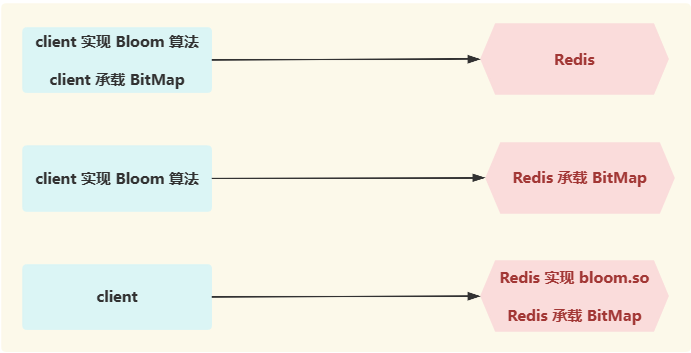 client 实现 Bloom 算法
client 承载 BitMap
Redis
client 实现 Bloom 算法
Redis 承载 BitMap
client
Redis 实现 bloom.so
Redis 承载 BitMap